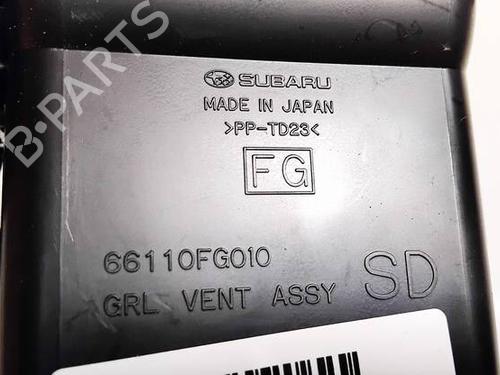 SUBARU
MADE IN JAPAN
>PP-TD23<
FG
66110FG010
GRL VENT ASSY SD
B-PARTS